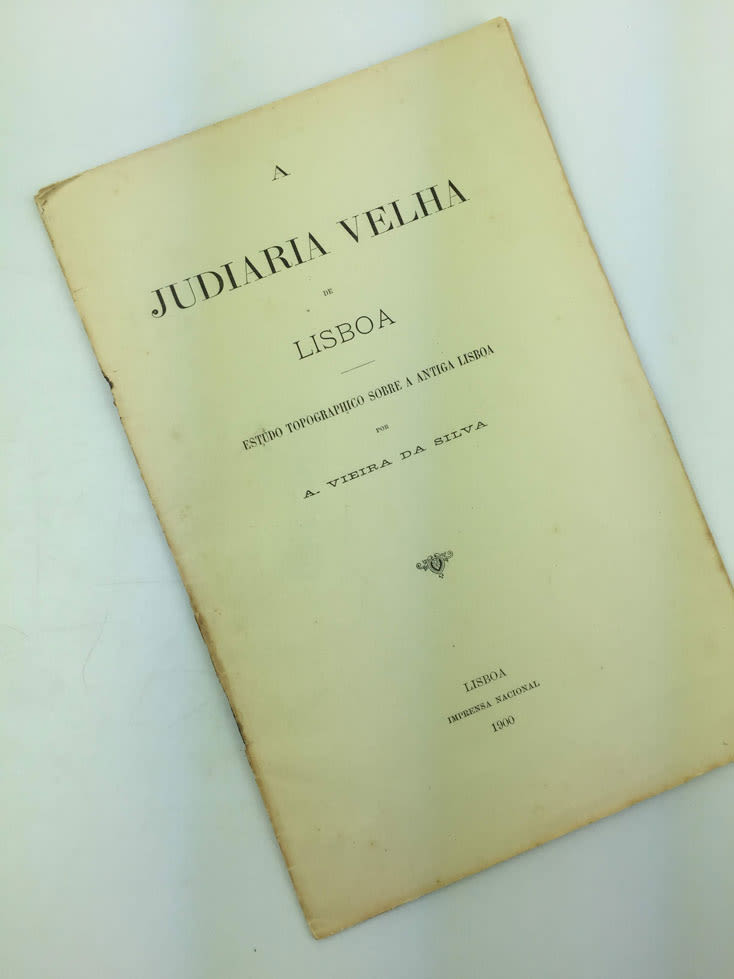 A
JUDIARIA VELHA
DE
LISBOA
ESTUDO TOPOGRAPHICO SOBRE A ANTIGA LISBOA
POR
A. VIEIRA DA SILVA
LISBOA
IMPRENSA NACIONAL
1900